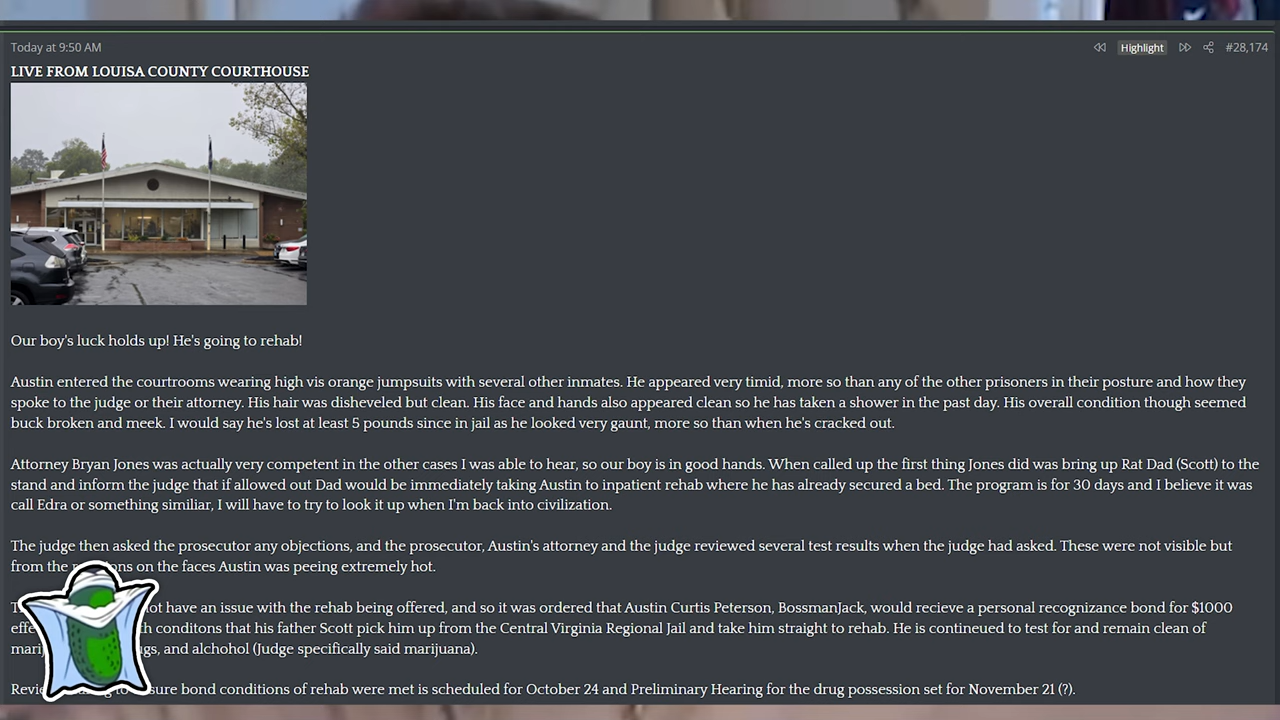 Today at 9:50 AM
Highlight
#28,174
LIVE FROM LOUISA COUNTY COURTHOUSE
Our boy's luck holds up! He's going to rehab!
Austin entered the courtrooms wearing high vis orange jumpsuits with several other inmates. He appeared very timid, more so than any of the other prisoners in their posture and how they
spoke to the judge or their attorney. His hair was disheveled but clean. His face and hands also appeared clean so he has taken a shower in the past day. His overall condition though seemed
buck broken and meek. I would say he's lost at least 5 pounds since in jail as he looked very gaunt, more so than when he's cracked out.
Attorney Bryan Jones was actually very competent in the other cases I was able to hear, so our boy is in good hands. When called up the first thing Jones did was bring up Rat Dad (Scott) to the
stand and inform the judge that if allowed out Dad would be immediately taking Austin to inpatient rehab where he has already secured a bed. The program is for 30 days and I believe it was
call Edra or something similiar, I will have to try to look it up when I'm back into civilization.
The judge then asked the prosecutor any objections, and the prosecutor, Austin's attorney and the judge reviewed several test results when the judge had asked. These were not visible but
from the on the faces Austin was peeing extremely hot.
not have an issue with the rehab being offered, and so it was ordered that Austin Curtis Peterson, BossmanJack, would recieve a personal recognizance bond for $1000
conditons that his father Scott pick him up from the Central Virginia Regional Jail and take him straight to rehab. He is contineued to test for and remain clean of
and alchohol (Judge specifically said marijuana).
bond conditions of rehab were met is scheduled for October 24 and Preliminary Hearing for the drug possession set for November 21 (?).